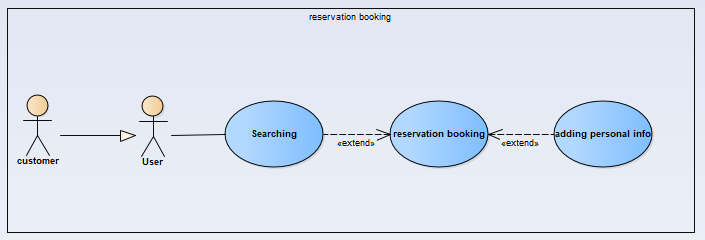 reservation booking
Searching
reservation booking
adding personal info
«extend»
«extend»
customer
User